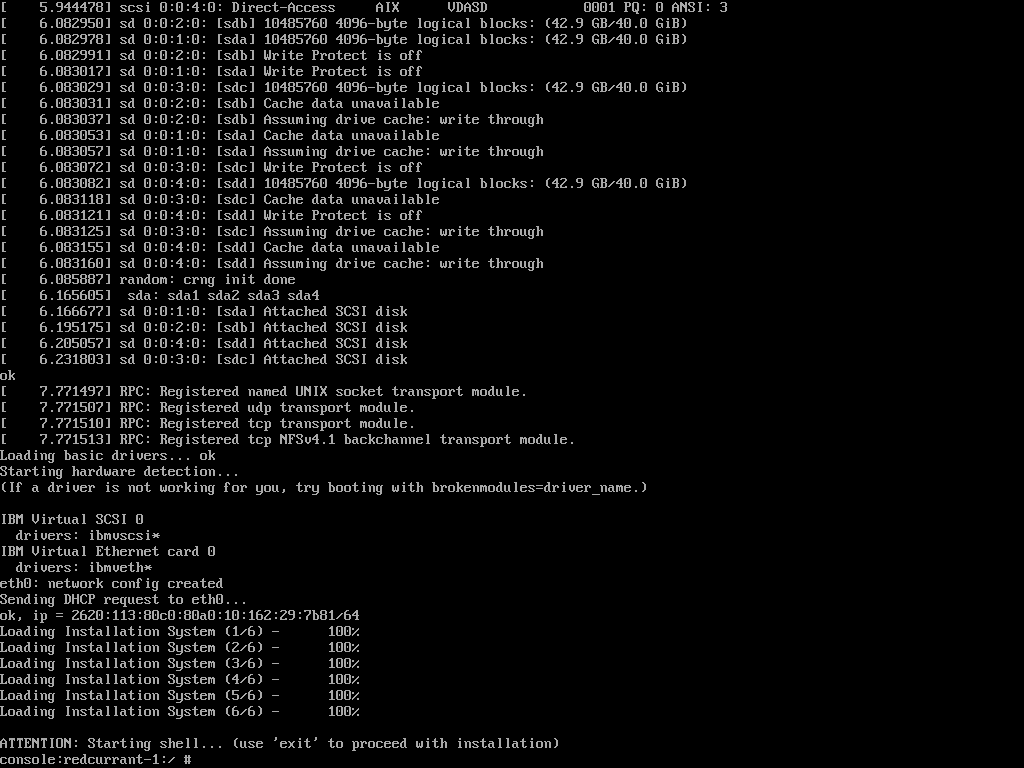 [    5.944478] scsi 0:0:4:0: Direct-Access     AIX      VDASD            0001 PQ: 0 ANSI: 3
[    6.082950] sd 0:0:2:0: [sdb] 10485760 4096-byte logical blocks: (42.9 GB/40.0 GiB)
[    6.082978] sd 0:0:1:0: [sda] 10485760 4096-byte logical blocks: (42.9 GB/40.0 GiB)
[    6.082991] sd 0:0:2:0: [sdb] Write Protect is off
[    6.083017] sd 0:0:1:0: [sda] Write Protect is off
[    6.083029] sd 0:0:3:0: [sdc] 10485760 4096-byte logical blocks: (42.9 GB/40.0 GiB)
[    6.083031] sd 0:0:2:0: [sdb] Cache data unavailable
[    6.083037] sd 0:0:2:0: [sdb] Assuming drive cache: write through
[    6.083053] sd 0:0:1:0: [sda] Cache data unavailable
[    6.083057] sd 0:0:1:0: [sda] Assuming drive cache: write through
[    6.083072] sd 0:0:3:0: [sdc] Write Protect is off
[    6.083082] sd 0:0:4:0: [sdd] 10485760 4096-byte logical blocks: (42.9 GB/40.0 GiB)
[    6.083118] sd 0:0:3:0: [sdc] Cache data unavailable
[    6.083121] sd 0:0:4:0: [sdd] Write Protect is off
[    6.083125] sd 0:0:3:0: [sdc] Assuming drive cache: write through
[    6.083155] sd 0:0:4:0: [sdd] Cache data unavailable
[    6.083160] sd 0:0:4:0: [sdd] Assuming drive cache: write through
[    6.085887] random: crng init done
[    6.165605]  sda: sda1 sda2 sda3 sda4
[    6.166677] sd 0:0:1:0: [sda] Attached SCSI disk
[    6.195175] sd 0:0:2:0: [sdb] Attached SCSI disk
[    6.205057] sd 0:0:4:0: [sdd] Attached SCSI disk
[    6.231803] sd 0:0:3:0: [sdc] Attached SCSI disk
ok
[    7.771497] RPC: Registered named UNIX socket transport module.
[    7.771507] RPC: Registered udp transport module.
[    7.771510] RPC: Registered tcp transport module.
[    7.771513] RPC: Registered tcp NFSv4.1 backchannel transport module.
Loading basic drivers... ok
Starting hardware detection...
(If a driver is not working for you, try booting with brokenmodules=driver_name.)
IBM Virtual SCSI 0
  drivers: ibmvscsi*
IBM Virtual Ethernet card 0
  drivers: ibmveth*
eth0: network config created
Sending DHCP request to eth0...
ok, ip = 2620:113:80c0:80a0:10:162:29:7b81/64
Loading Installation System (1/6) -      100%
Loading Installation System (2/6) -      100%
Loading Installation System (3/6) -      100%
Loading Installation System (4/6) -      100%
Loading Installation System (5/6) -      100%
Loading Installation System (6/6) -      100%
ATTENTION: Starting shell... (use 'exit' to proceed with installation)
console:redcurrant-1:/ #